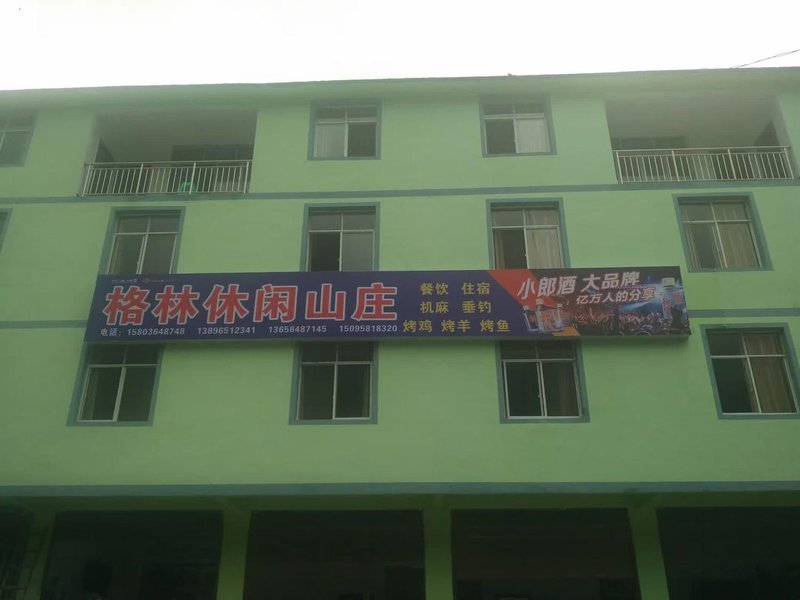 格林休闲山庄
电话：15803648748 13896512341 13658487145 15095818320
餐饮 住宿
机麻 垂钓
烤鸡 烤羊 烤鱼
小郎酒 大品牌
亿万人的分享